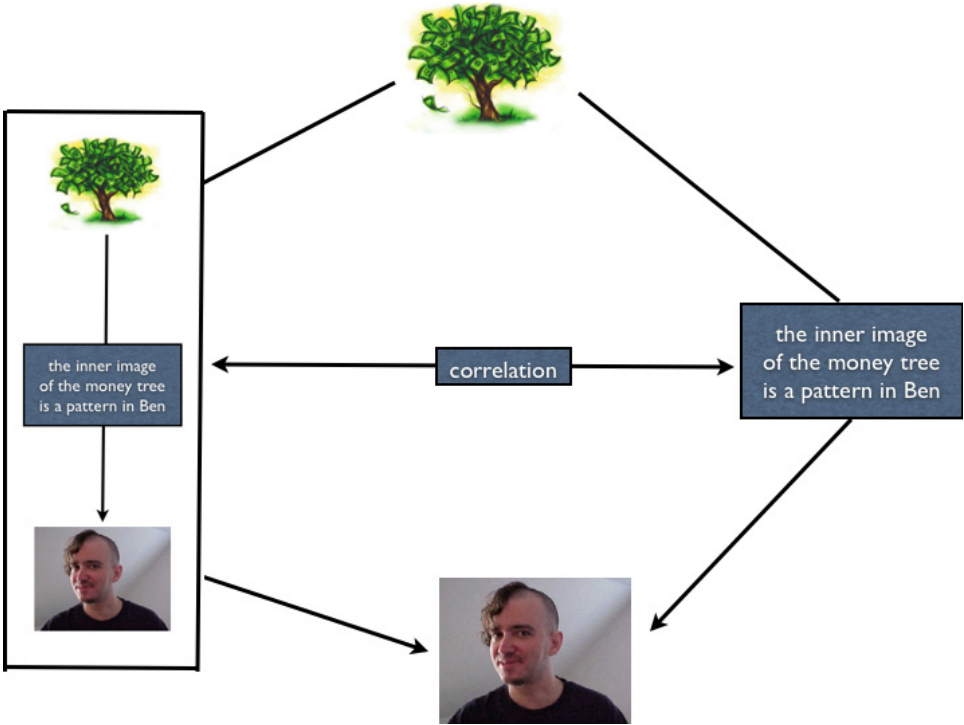 the inner image
of the money tree
is a pattern in Ben
correlation
the inner image
of the money tree
is a pattern in Ben